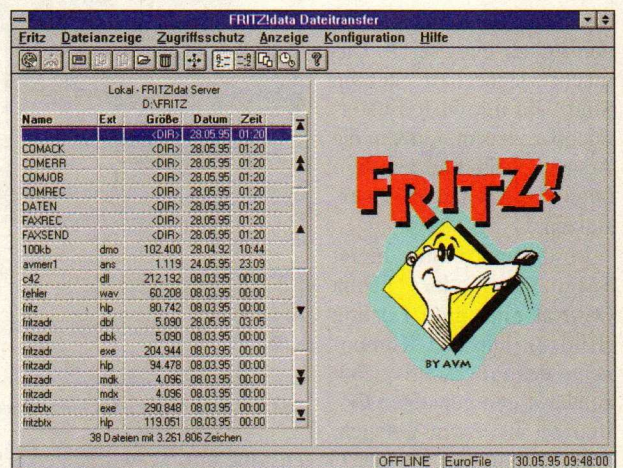 FRITZ!data Dateitransfer
Fritz Dateianzeige Zugriffsschutz Anzeige Konfiguration Hilfe
Lokal - FRITZ!dat Server
D:\FRITZ
Name Ext Größe Datum Zeit
<DIR> 28.05.95 01:20
COMACK <DIR> 28.05.95 01:20
COMERR <DIR> 28.05.95 01:20
COMJOB <DIR> 28.05.95 01:20
COMREC <DIR> 28.05.95 01:20
DATEN <DIR> 28.05.95 01:20
FAXREC <DIR> 28.05.95 01:20
FAXSEND <DIR> 28.05.95 01:20
100kb dmo 102.400 28.04.92 10:44
avmerr1 ans 1.119 24.05.95 23:09
c42 dll 212.192 08.03.95 00:00
fehler wav 60.208 08.03.95 00:00
fritz hlp 80.742 08.03.95 00:00
fritzadr dbf 5.090 28.05.95 03:05
fritzadr dbk 5.090 08.03.95 00:00
fritzadr exe 204.944 08.03.95 00:00
fritzadr hlp 94.478 08.03.95 00:00
fritzadr mdk 4.096 08.03.95 00:00
fritzadr mdx 4.096 08.03.95 00:00
fritzbtx exe 290.848 08.03.95 00:00
fritzbtx hlp 119.051 08.03.95 00:00
38 Dateien mit 3.261.806 Zeichen
FRITZ!
BY AVM
OFFLINE EuroFile 30.05.95 09:48:00